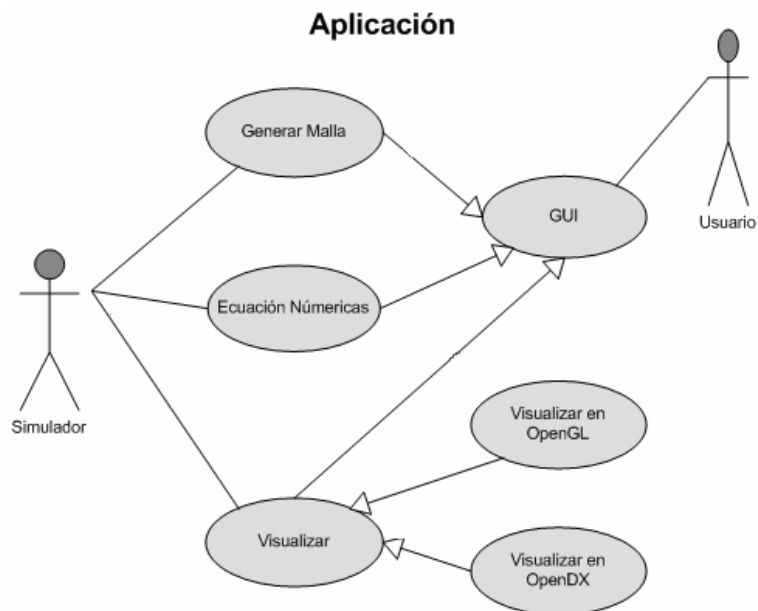 Aplicación
Generar Malla
GUI
Usuario
Ecuación Númericas
Simulador
Visualizar en
OpenGL
Visualizar
Visualizar en
OpenDX